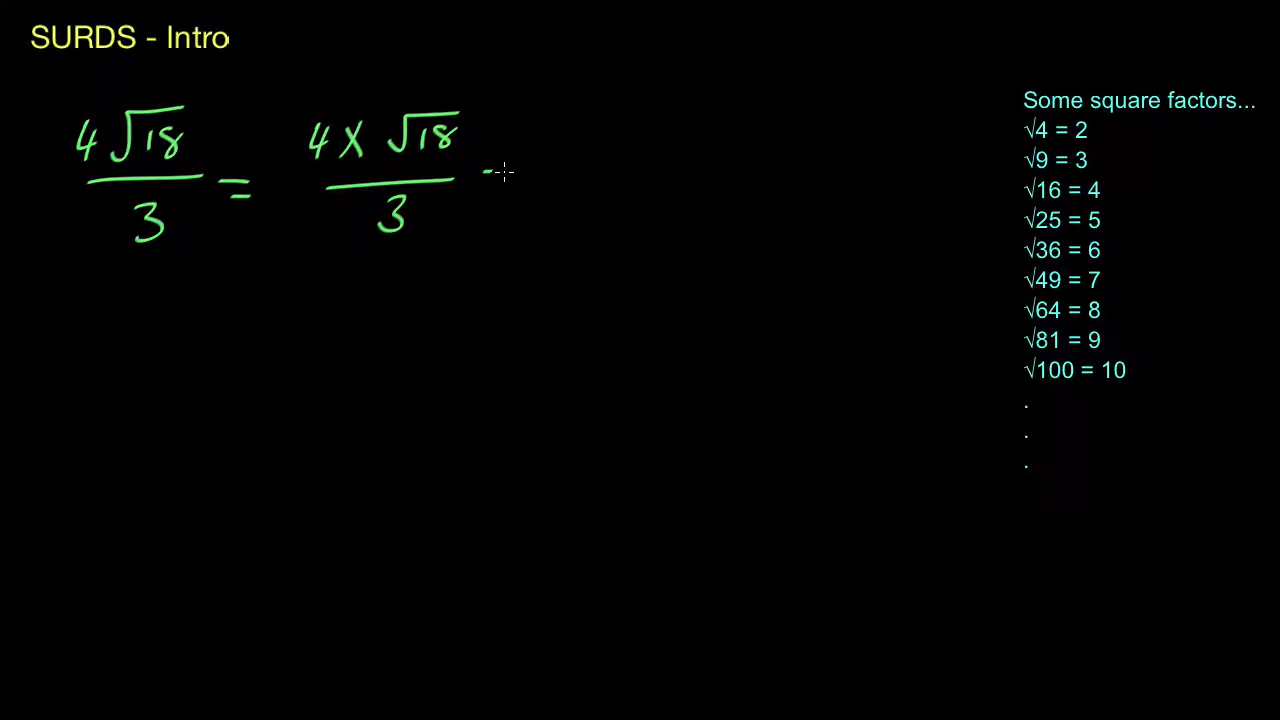 SURDS - Intro
4√18 / 3 = 4 × √18 / 3 -
Some square factors...
√4 = 2
√9 = 3
√16 = 4
√25 = 5
√36 = 6
√49 = 7
√64 = 8
√81 = 9
√100 = 10
.
.
.